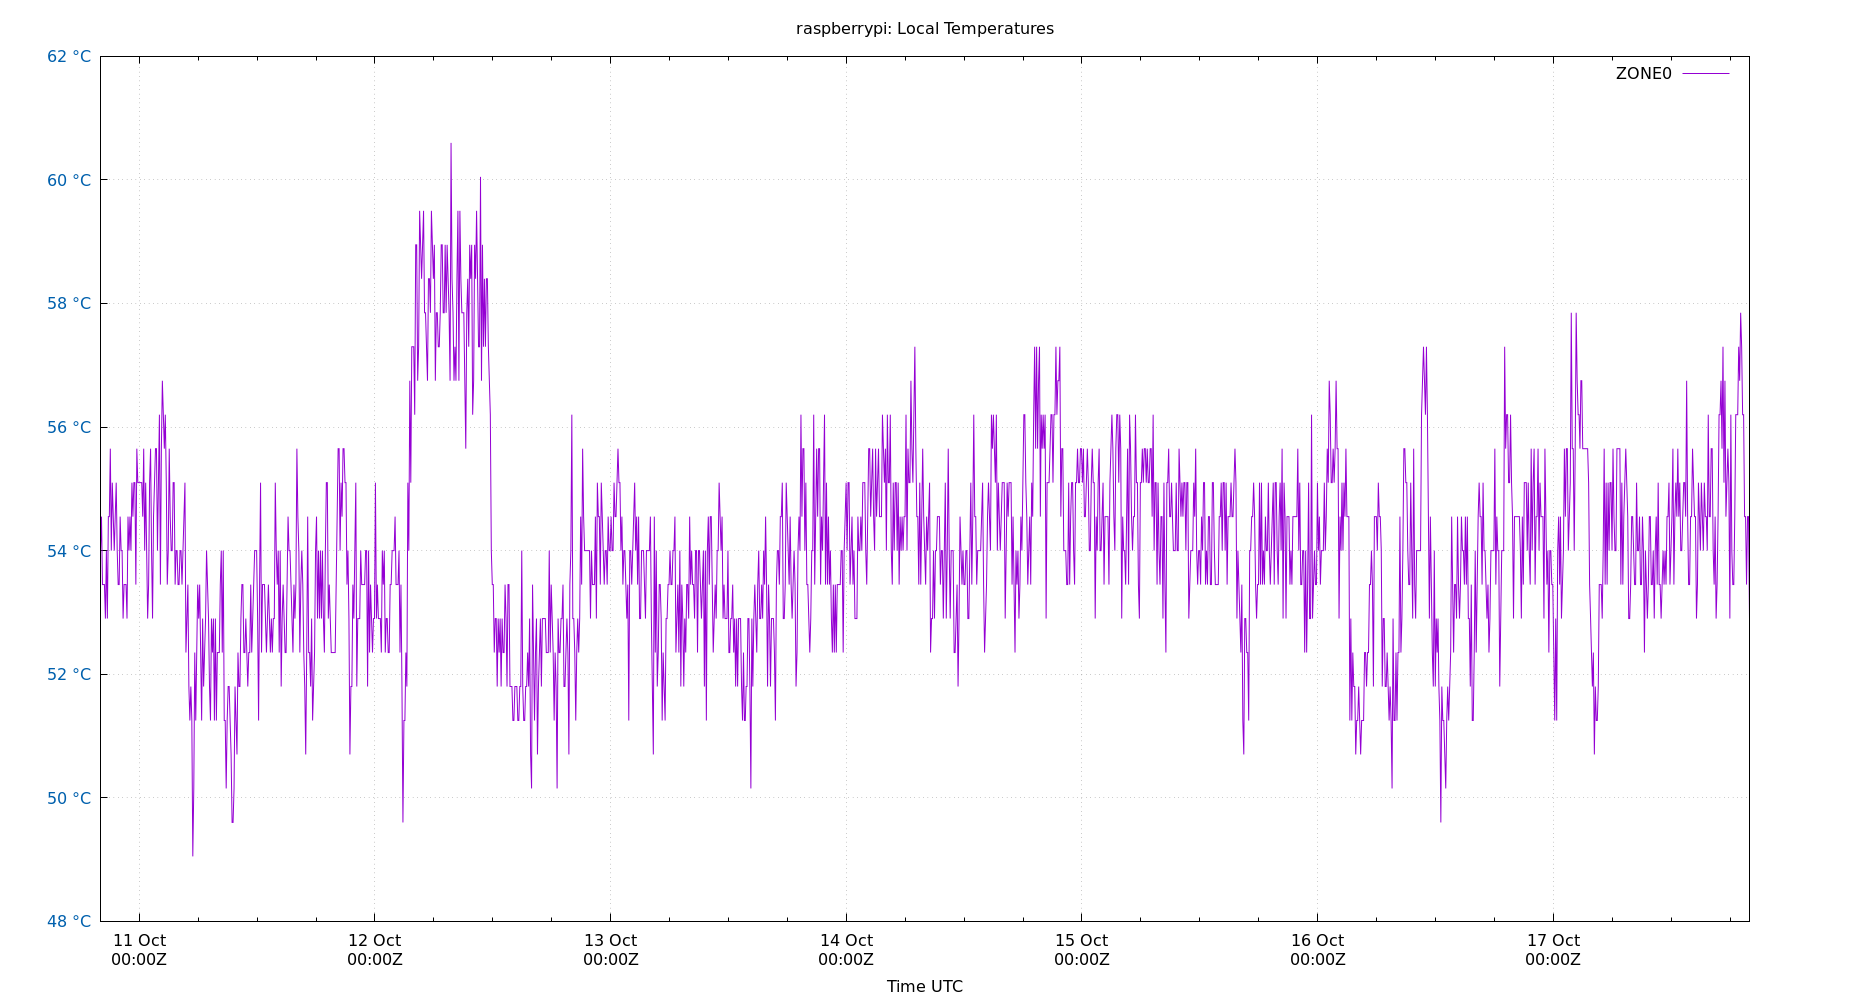 raspberrypi: Local Temperatures
62 °C
ZONE0
60 °C
58 °C
56 °C
54 °C
52 °C
50 °C
48 °C
11 Oct 12 Oct 13 Oct 14 Oct 15 Oct 16 Oct 17 Oct
00:00Z 00:00Z 00:00Z 00:00Z 00:00Z 00:00Z 00:00Z
Time UTC